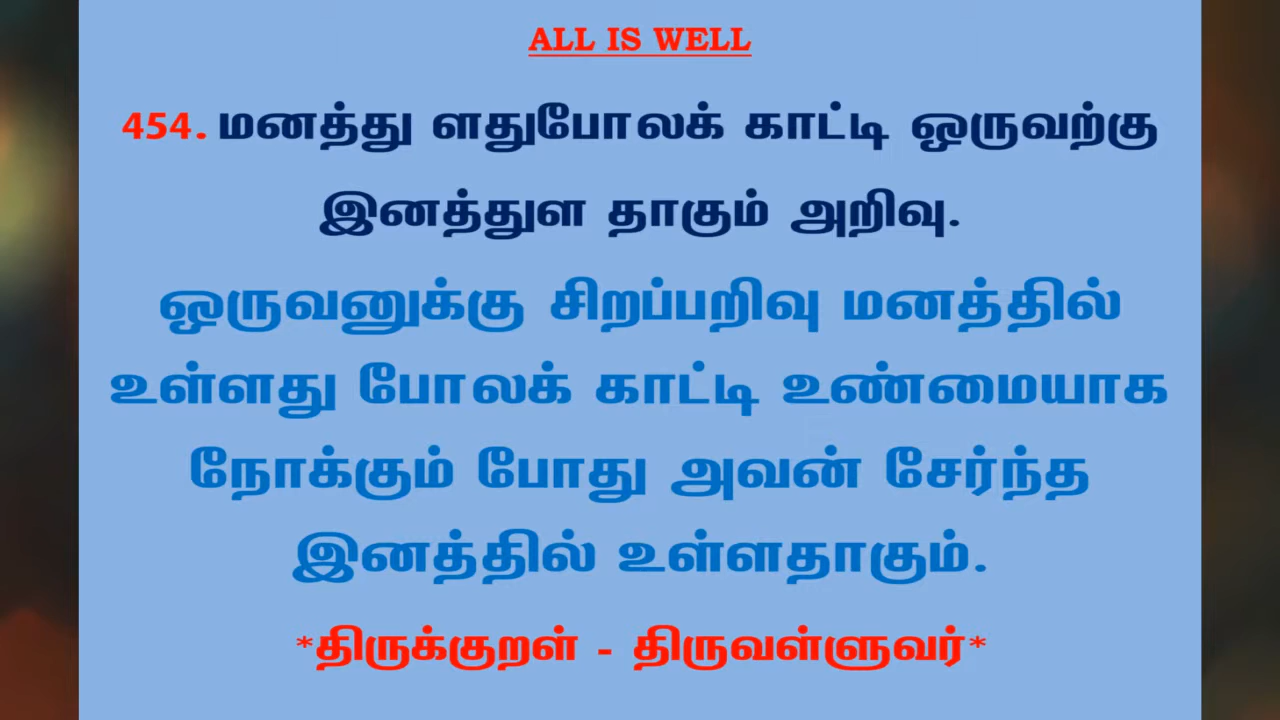 ALL IS WELL
454. மனத்து ளதுபோலக் காட்டி ஒருவற்கு
இனத்துள தாகும் அறிவு.
ஒருவனுக்கு சிறப்பறிவு மனத்தில்
உள்ளது போலக் காட்டி உண்மையாக
நோக்கும் போது அவன் சேர்ந்த
இனத்தில் உள்ளதாகும்.
*திருக்குறள் - திருவள்ளுவர்*